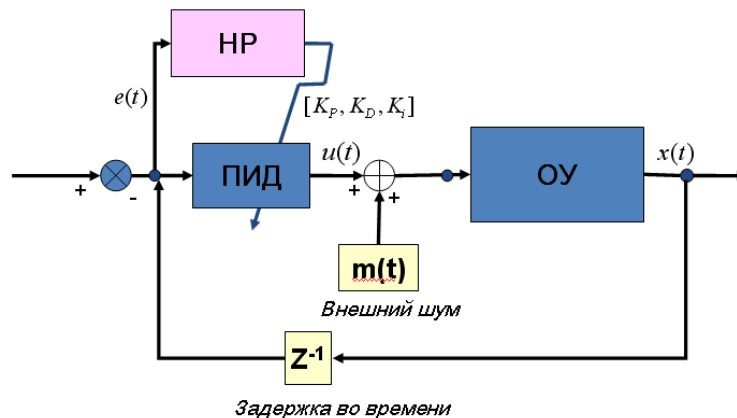 НР
e(t)
[K_P, K_D, K_i]
ПИД
u(t)
ОУ
x(t)
+
-
+
+
m(t)
Внешний шум
Z⁻¹
Задержка во времени